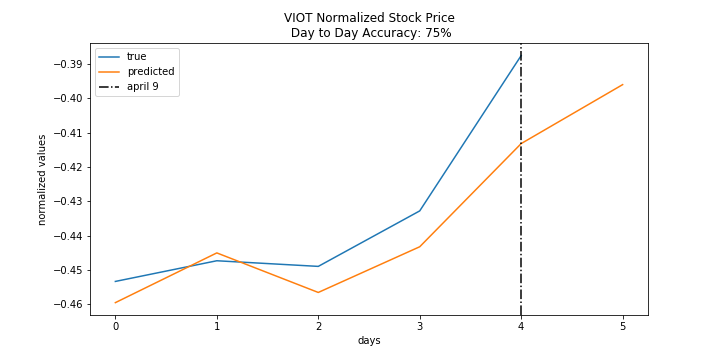 VIOT Normalized Stock Price
Day to Day Accuracy: 75%
true
predicted
april 9
normalized values
−0.39
−0.40
−0.41
−0.42
−0.43
−0.44
−0.45
−0.46
0 1 2 3 4 5
days